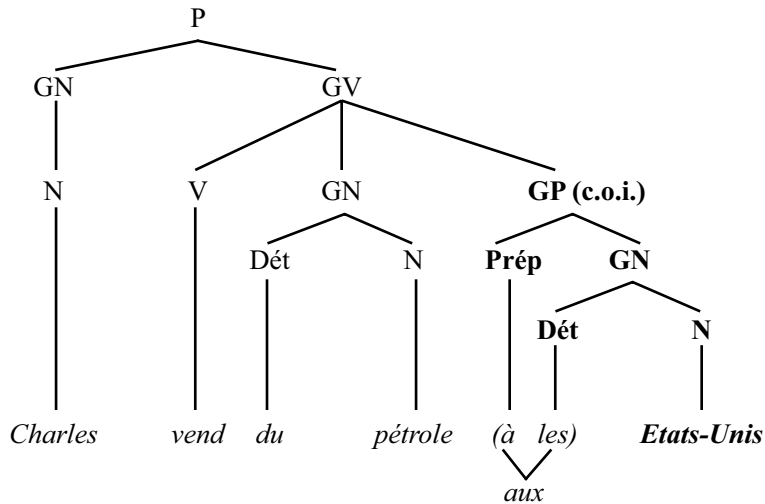 P
GN GV
N V GN GP (c.o.i.)
Dét N Prép GN
Dét N
Charles vend du pétrole (à les) Etats-Unis
aux